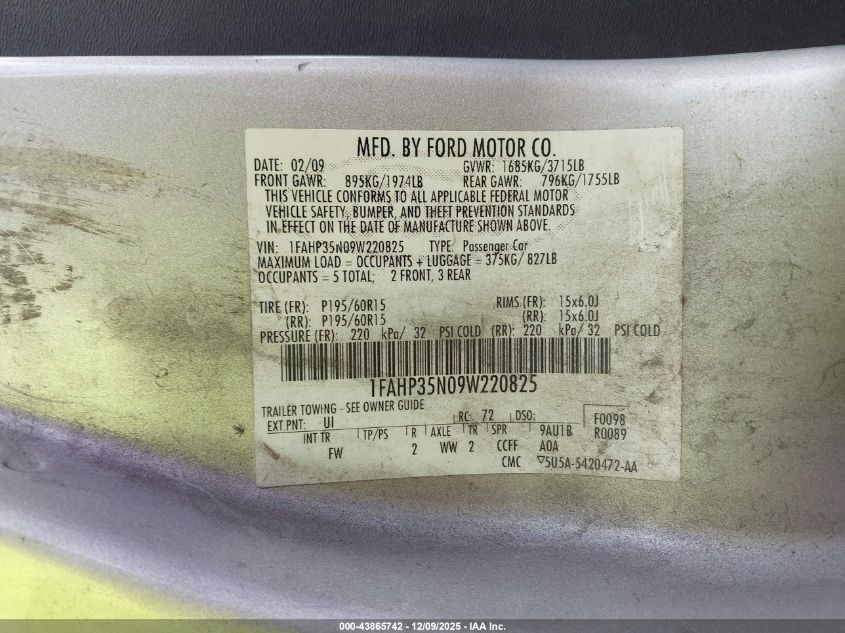 MFD. BY FORD MOTOR CO.
DATE: 02/09 GVWR: 1685KG/3715LB
FRONT GAWR: 895KG/1974LB REAR GAWR: 796KG/1755LB
THIS VEHICLE CONFORMS TO ALL APPLICABLE FEDERAL MOTOR
VEHICLE SAFETY, BUMPER, AND THEFT PREVENTION STANDARDS
IN EFFECT ON THE DATE OF MANUFACTURE SHOWN ABOVE.
VIN: 1FAHP35N09W220825 TYPE: Passenger Car
MAXIMUM LOAD = OCCUPANTS + LUGGAGE = 375KG/ 827LB
OCCUPANTS = 5 TOTAL; 2 FRONT, 3 REAR
TIRE (FR): P195/60R15 RIMS (FR): 15x6.0J
(RR): P195/60R15 (RR): 15x6.0J
PRESSURE (FR): 220 kPa/ 32 PSI COLD (RR): 220 kPa/ 32 PSI COLD
1FAHP35N09W220825
TRAILER TOWING - SEE OWNER GUIDE
EXT PNT: UI RC: 72 DSO: F0098
INT TR TP/PS R AXLE TR SPR 9AU1B R0089
FW 2 WW 2 CCFF A0A
CMC ▽5U5A-5420472-AA
000-43865742 - 12/09/2025 - IAA Inc.